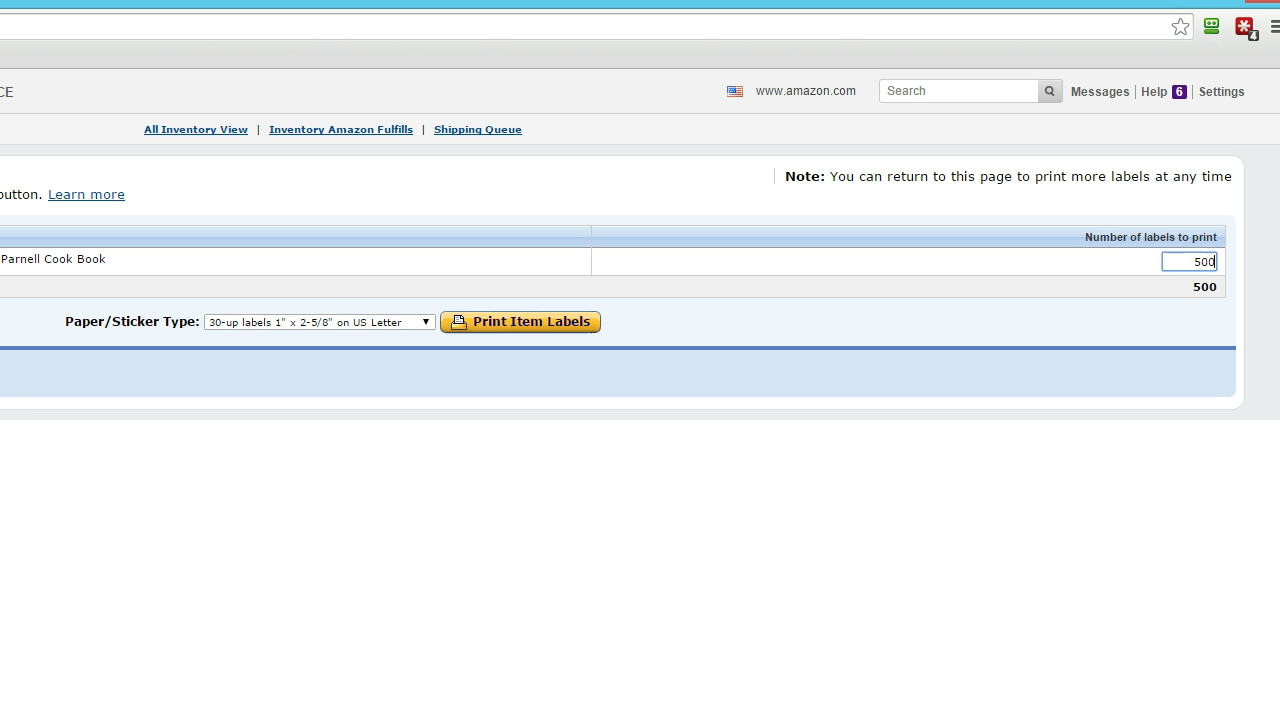 4
CE
www.amazon.com
Search
Messages | Help 6 | Settings
All Inventory View | Inventory Amazon Fulfills | Shipping Queue
Note: You can return to this page to print more labels at any time
button. Learn more
Number of labels to print
Parnell Cook Book
500
500
Paper/Sticker Type: 30-up labels 1" x 2-5/8" on US Letter
Print Item Labels